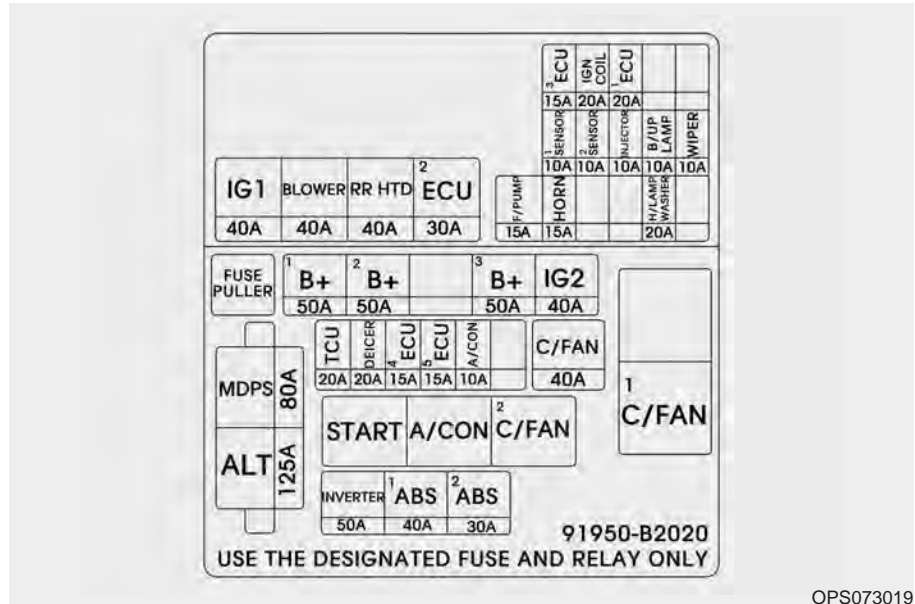 3 ECU IGN COIL 1 ECU
15A 20A 20A
1 SENSOR 2 SENSOR INJECTOR B/UP LAMP WIPER
10A 10A 10A 10A 10A
IG1 BLOWER RR HTD 2 ECU
40A 40A 40A 30A
F/PUMP HORN H/LAMP WASHER
15A 15A 20A
FUSE PULLER
1 B+ 2 B+ 3 B+ IG2
50A 50A 50A 40A
TCU DEICER 4 ECU 5 ECU A/CON C/FAN
20A 20A 15A 15A 10A 40A
MDPS 80A
ALT 125A
1 C/FAN
START A/CON 2 C/FAN
INVERTER 1 ABS 2 ABS
50A 40A 30A
91950-B2020
USE THE DESIGNATED FUSE AND RELAY ONLY
OPS073019